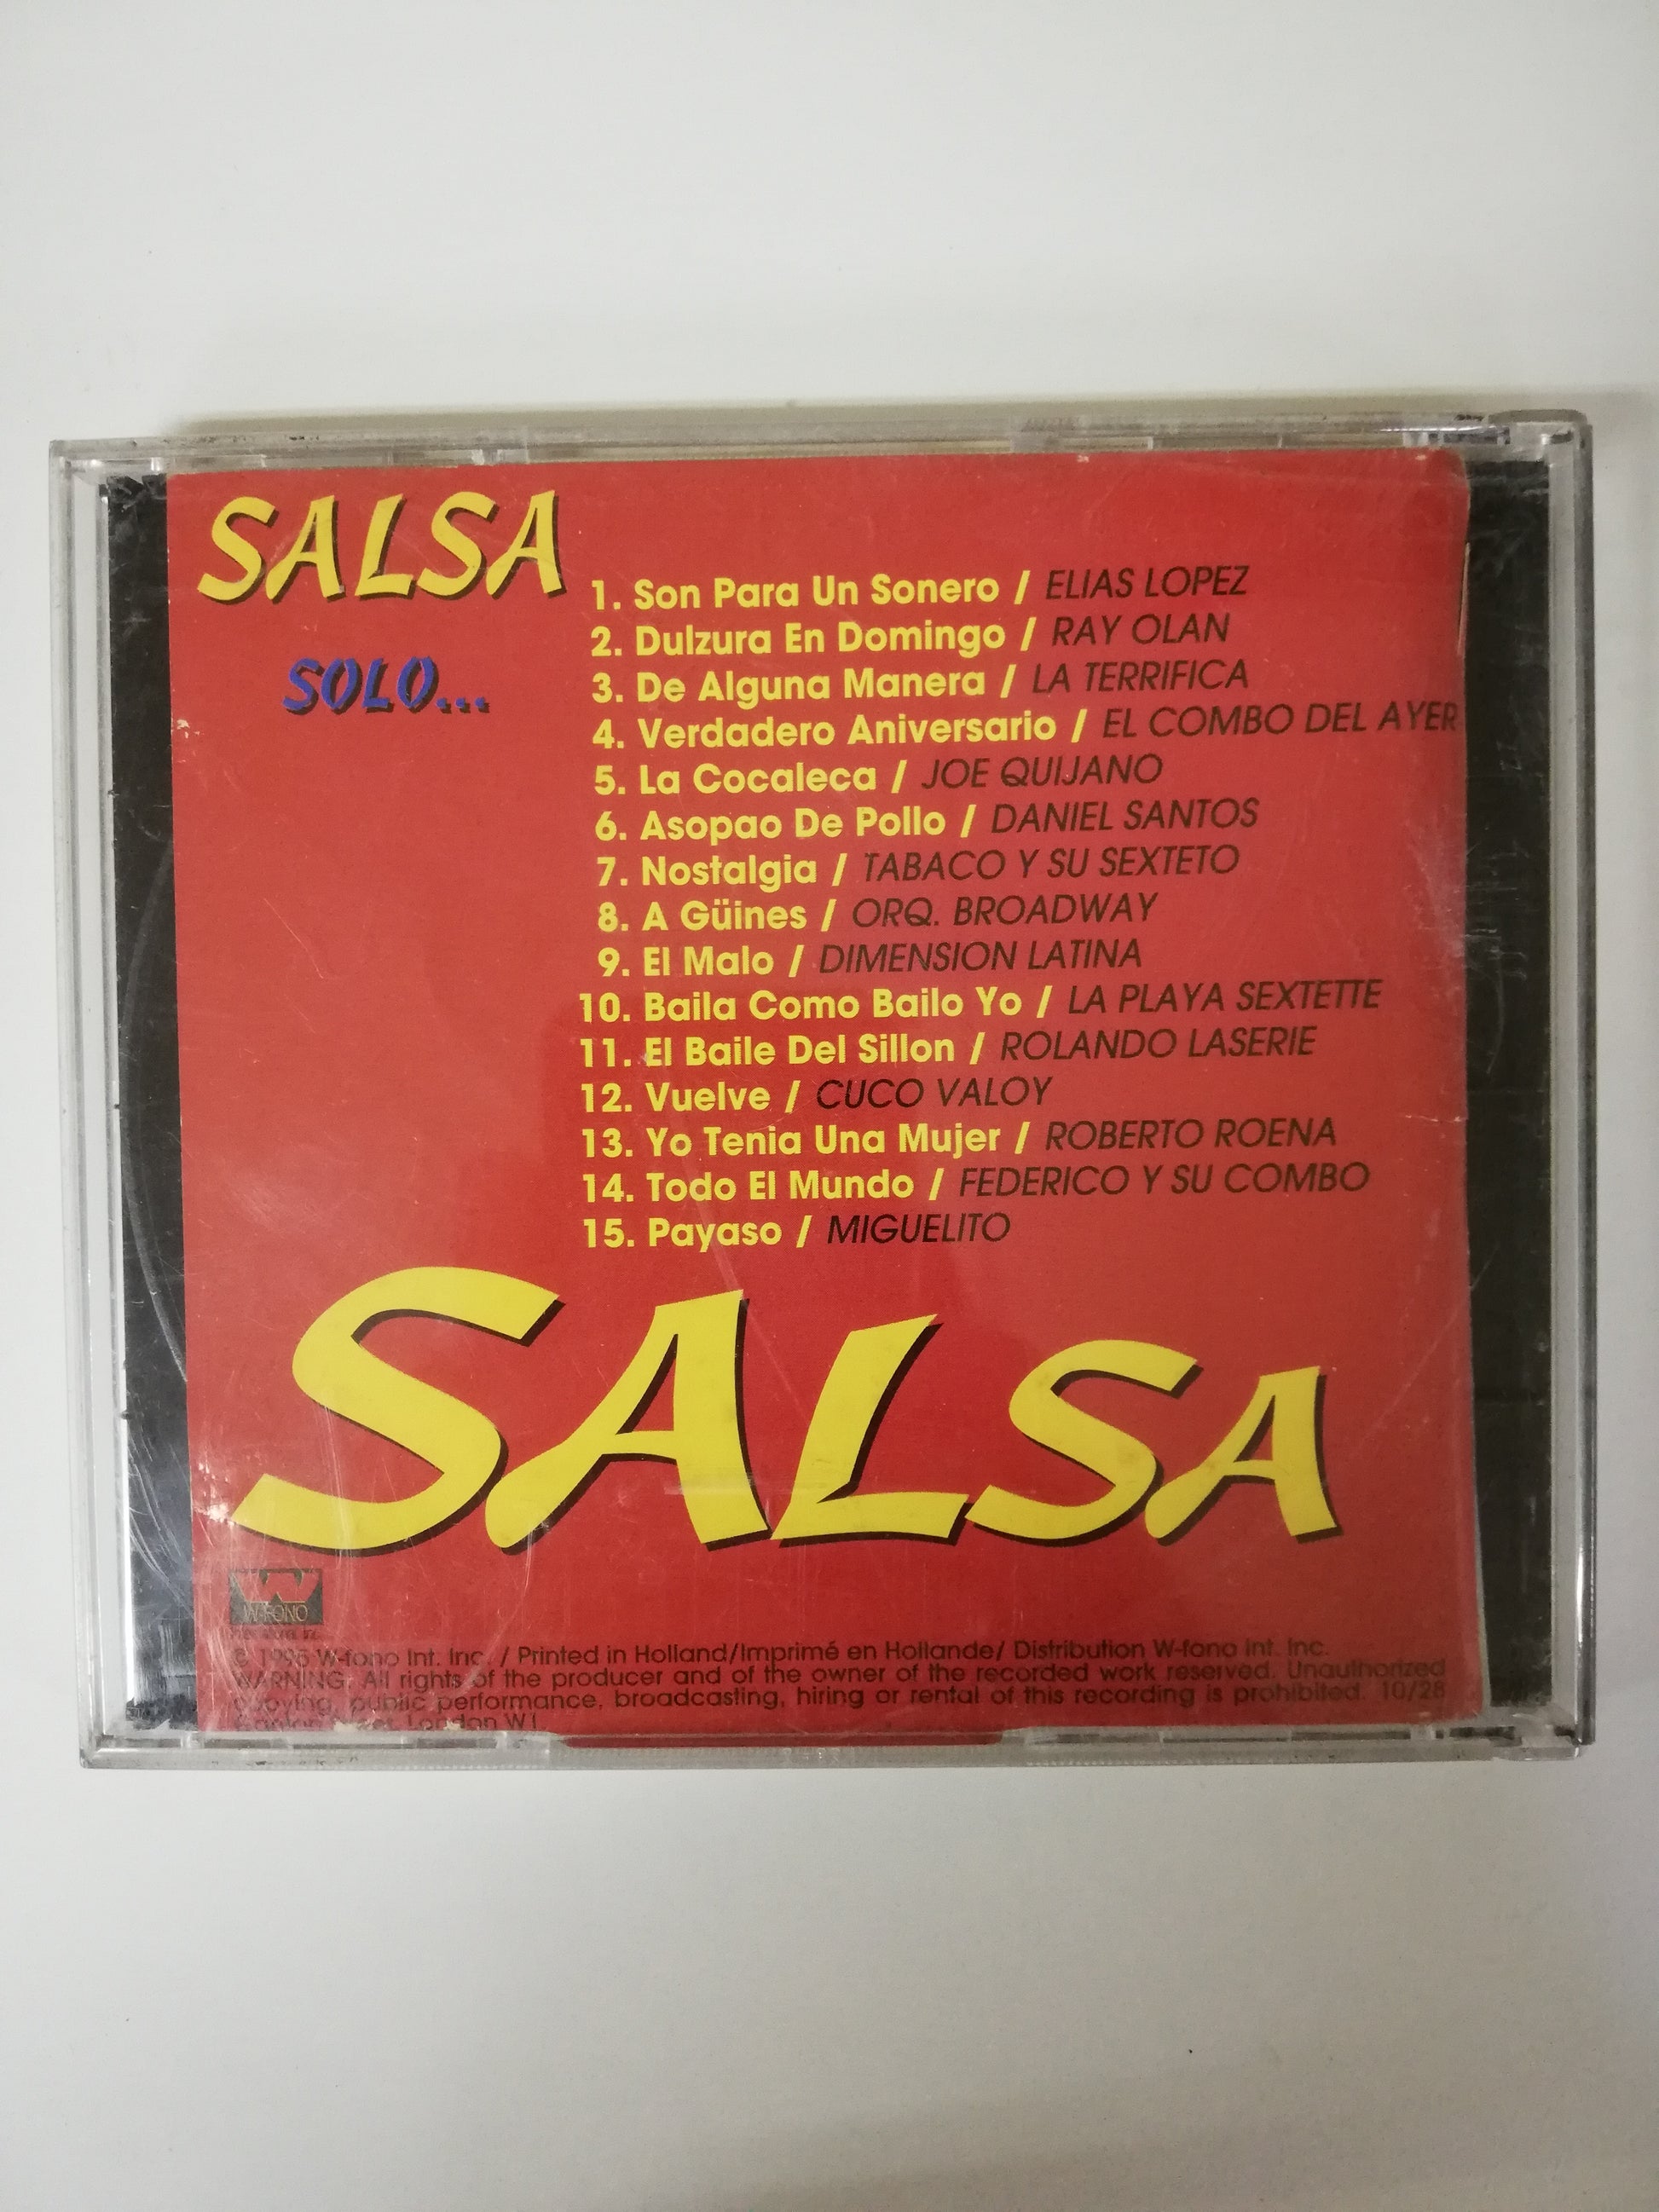 SALSA
SOLO...
1. Son Para Un Sonero / ELIAS LOPEZ
2. Dulzura En Domingo / RAY OLAN
3. De Alguna Manera / LA TERRIFICA
4. Verdadero Aniversario / EL COMBO DEL AYER
5. La Cocaleca / JOE QUIJANO
6. Asopao De Pollo / DANIEL SANTOS
7. Nostalgia / TABACO Y SU SEXTETO
8. A Güines / ORQ. BROADWAY
9. El Malo / DIMENSION LATINA
10. Baila Como Bailo Yo / LA PLAYA SEXTETTE
11. El Baile Del Sillon / ROLANDO LASERIE
12. Vuelve / CUCO VALOY
13. Yo Tenia Una Mujer / ROBERTO ROENA
14. Todo El Mundo / FEDERICO Y SU COMBO
15. Payaso / MIGUELITO
SALSA
W-FONO
W-fono Int. Inc. / Printed in Holland/Imprimé en Hollande/ Distribution W-fono Int. Inc.
WARNING: All rights of the producer and of the owner of the recorded work reserved. Unauthorized
copying, public performance, broadcasting, hiring or rental of this recording is prohibited. 10/28
London W1.